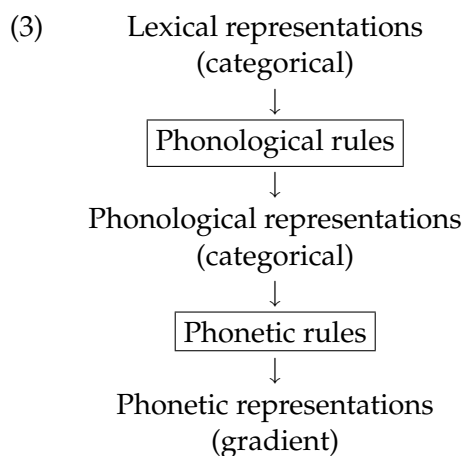 (3) Lexical representations
(categorical)
↓
Phonological rules
↓
Phonological representations
(categorical)
↓
Phonetic rules
↓
Phonetic representations
(gradient)